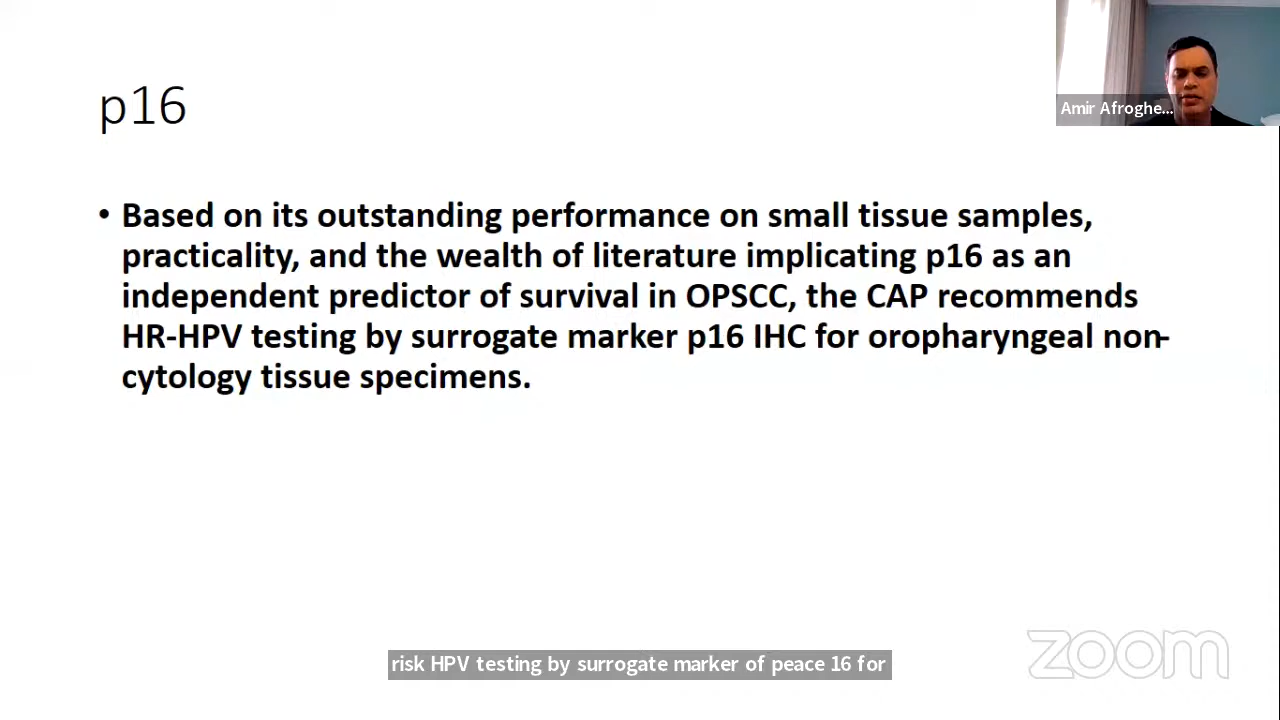 p16
Amir Afroghe...
• Based on its outstanding performance on small tissue samples,
practicality, and the wealth of literature implicating p16 as an
independent predictor of survival in OPSCC, the CAP recommends
HR-HPV testing by surrogate marker p16 IHC for oropharyngeal non-
cytology tissue specimens.
risk HPV testing by surrogate marker of peace 16 for
zoom